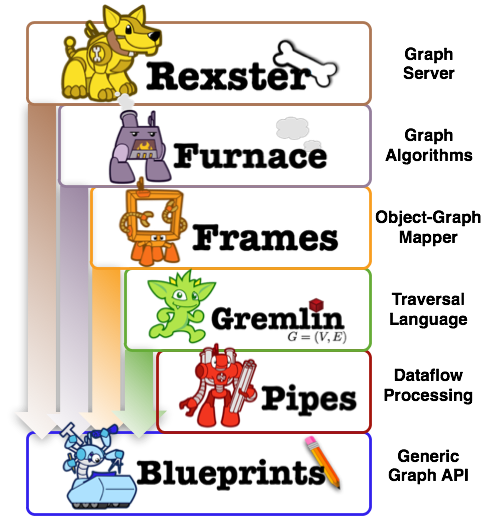 Rexster
Graph
Server
Furnace
Graph
Algorithms
Frames
Object-Graph
Mapper
Gremlin
G = (V, E)
Traversal
Language
Pipes
Dataflow
Processing
Blueprints
Generic
Graph API